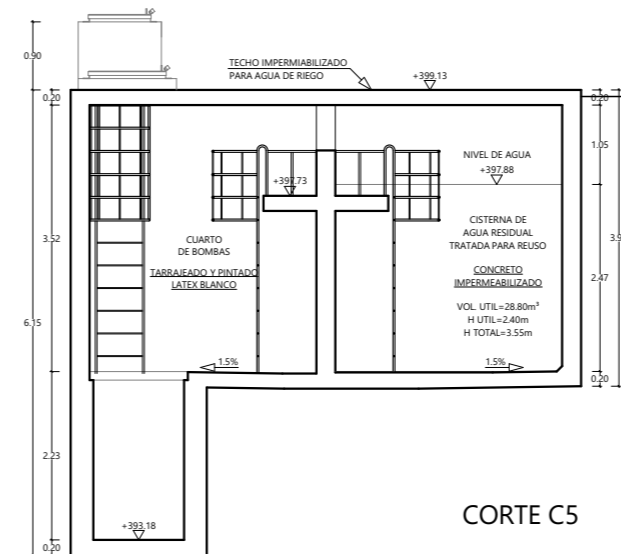 0.90
TECHO IMPERMIABILIZADO
PARA AGUA DE RIEGO
+399.13
0.20
0.20
1.05
NIVEL DE AGUA
+397.88
+397.73
CISTERNA DE
AGUA RESIDUAL
TRATADA PARA REUSO
CUARTO
DE BOMBAS
3.52
3.9
TARRAJEADO Y PINTADO
LATEX BLANCO
CONCRETO
IMPERMEABILIZADO
2.47
VOL. UTIL=28.80m³
H UTIL=2.40m
H TOTAL=3.55m
6.15
1.5%
1.5%
0.20
2.23
CORTE C5
+393.18
0.20